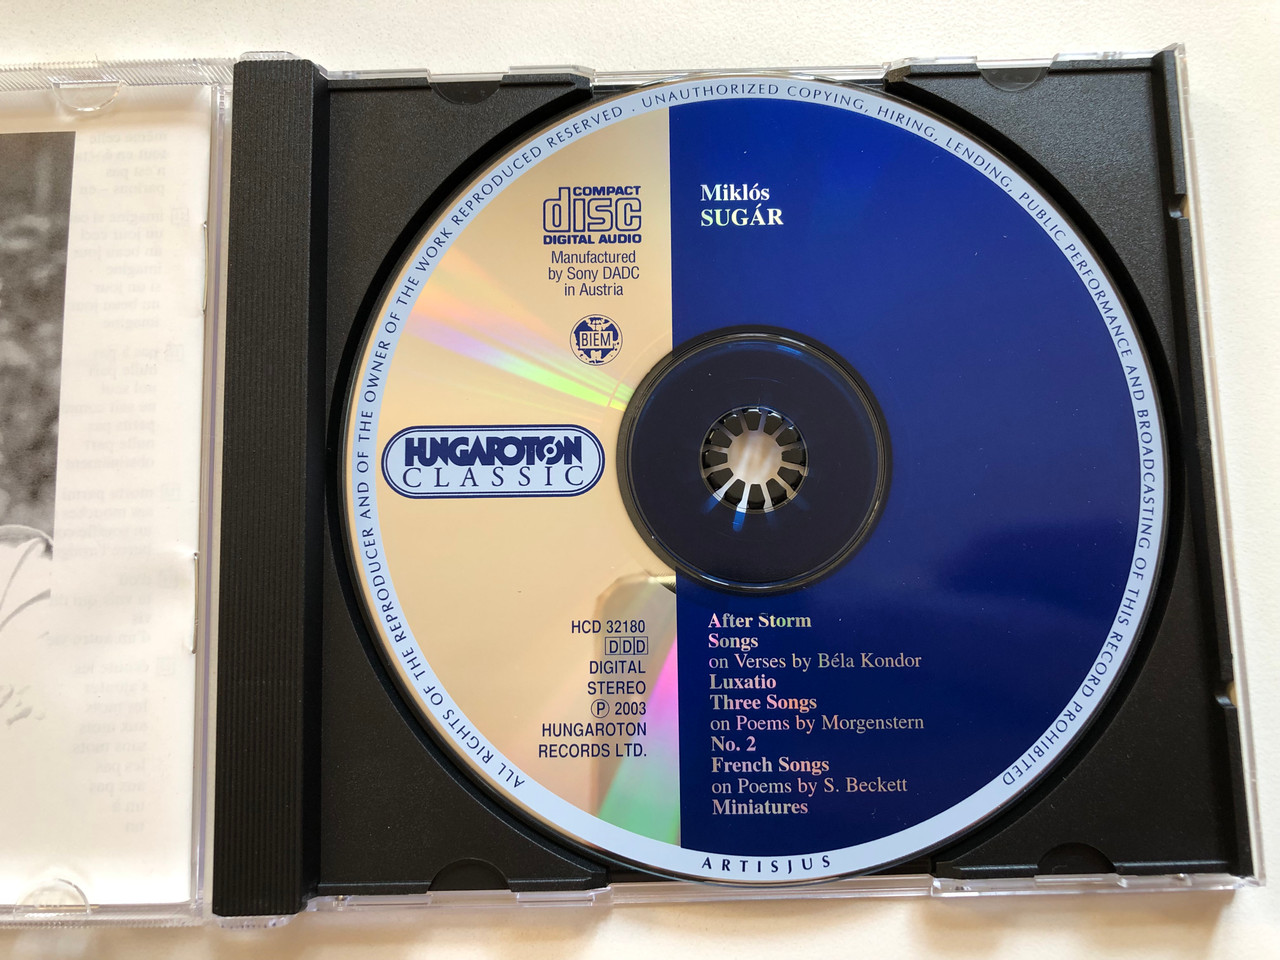 ALL RIGHTS OF THE REPRODUCER AND OF THE OWNER OF THE WORK REPRODUCED RESERVED . UNAUTHORIZED COPYING, HIRING, LENDING, PUBLIC PERFORMANCE AND BROADCASTING OF THIS RECORD PROHIBITED
COMPACT
disc
DIGITAL AUDIO
Manufactured
by Sony DADC
in Austria
BIEM
HUNGAROTON
CLASSIC
HCD 32180
DDD
DIGITAL
STEREO
Ⓟ 2003
HUNGAROTON
RECORDS LTD.
Miklós
SUGÁR
After Storm
Songs
on Verses by Béla Kondor
Luxatio
Three Songs
on Poems by Morgenstern
No. 2
French Songs
on Poems by S. Beckett
Miniatures
ARTISJUS